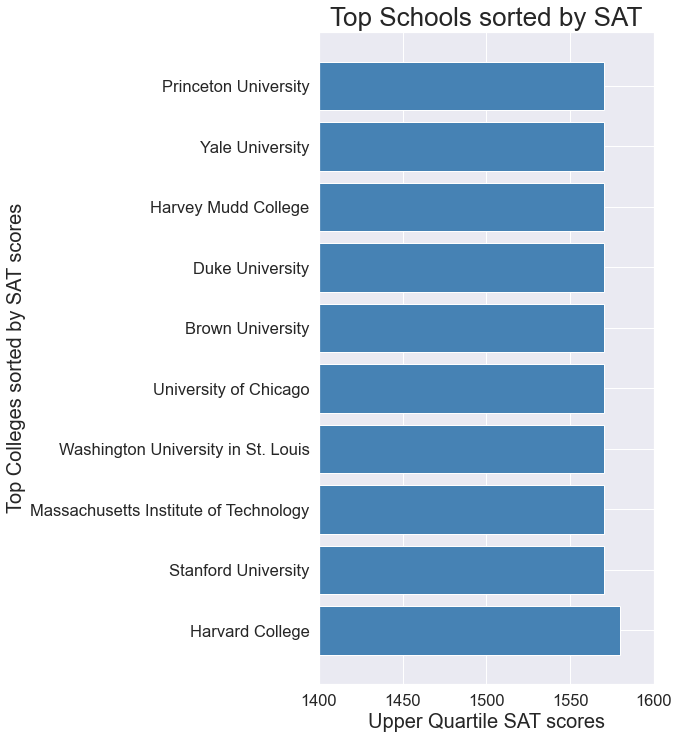 Top Schools sorted by SAT
Top Colleges sorted by SAT scores
Princeton University
Yale University
Harvey Mudd College
Duke University
Brown University
University of Chicago
Washington University in St. Louis
Massachusetts Institute of Technology
Stanford University
Harvard College
1400 1450 1500 1550 1600
Upper Quartile SAT scores